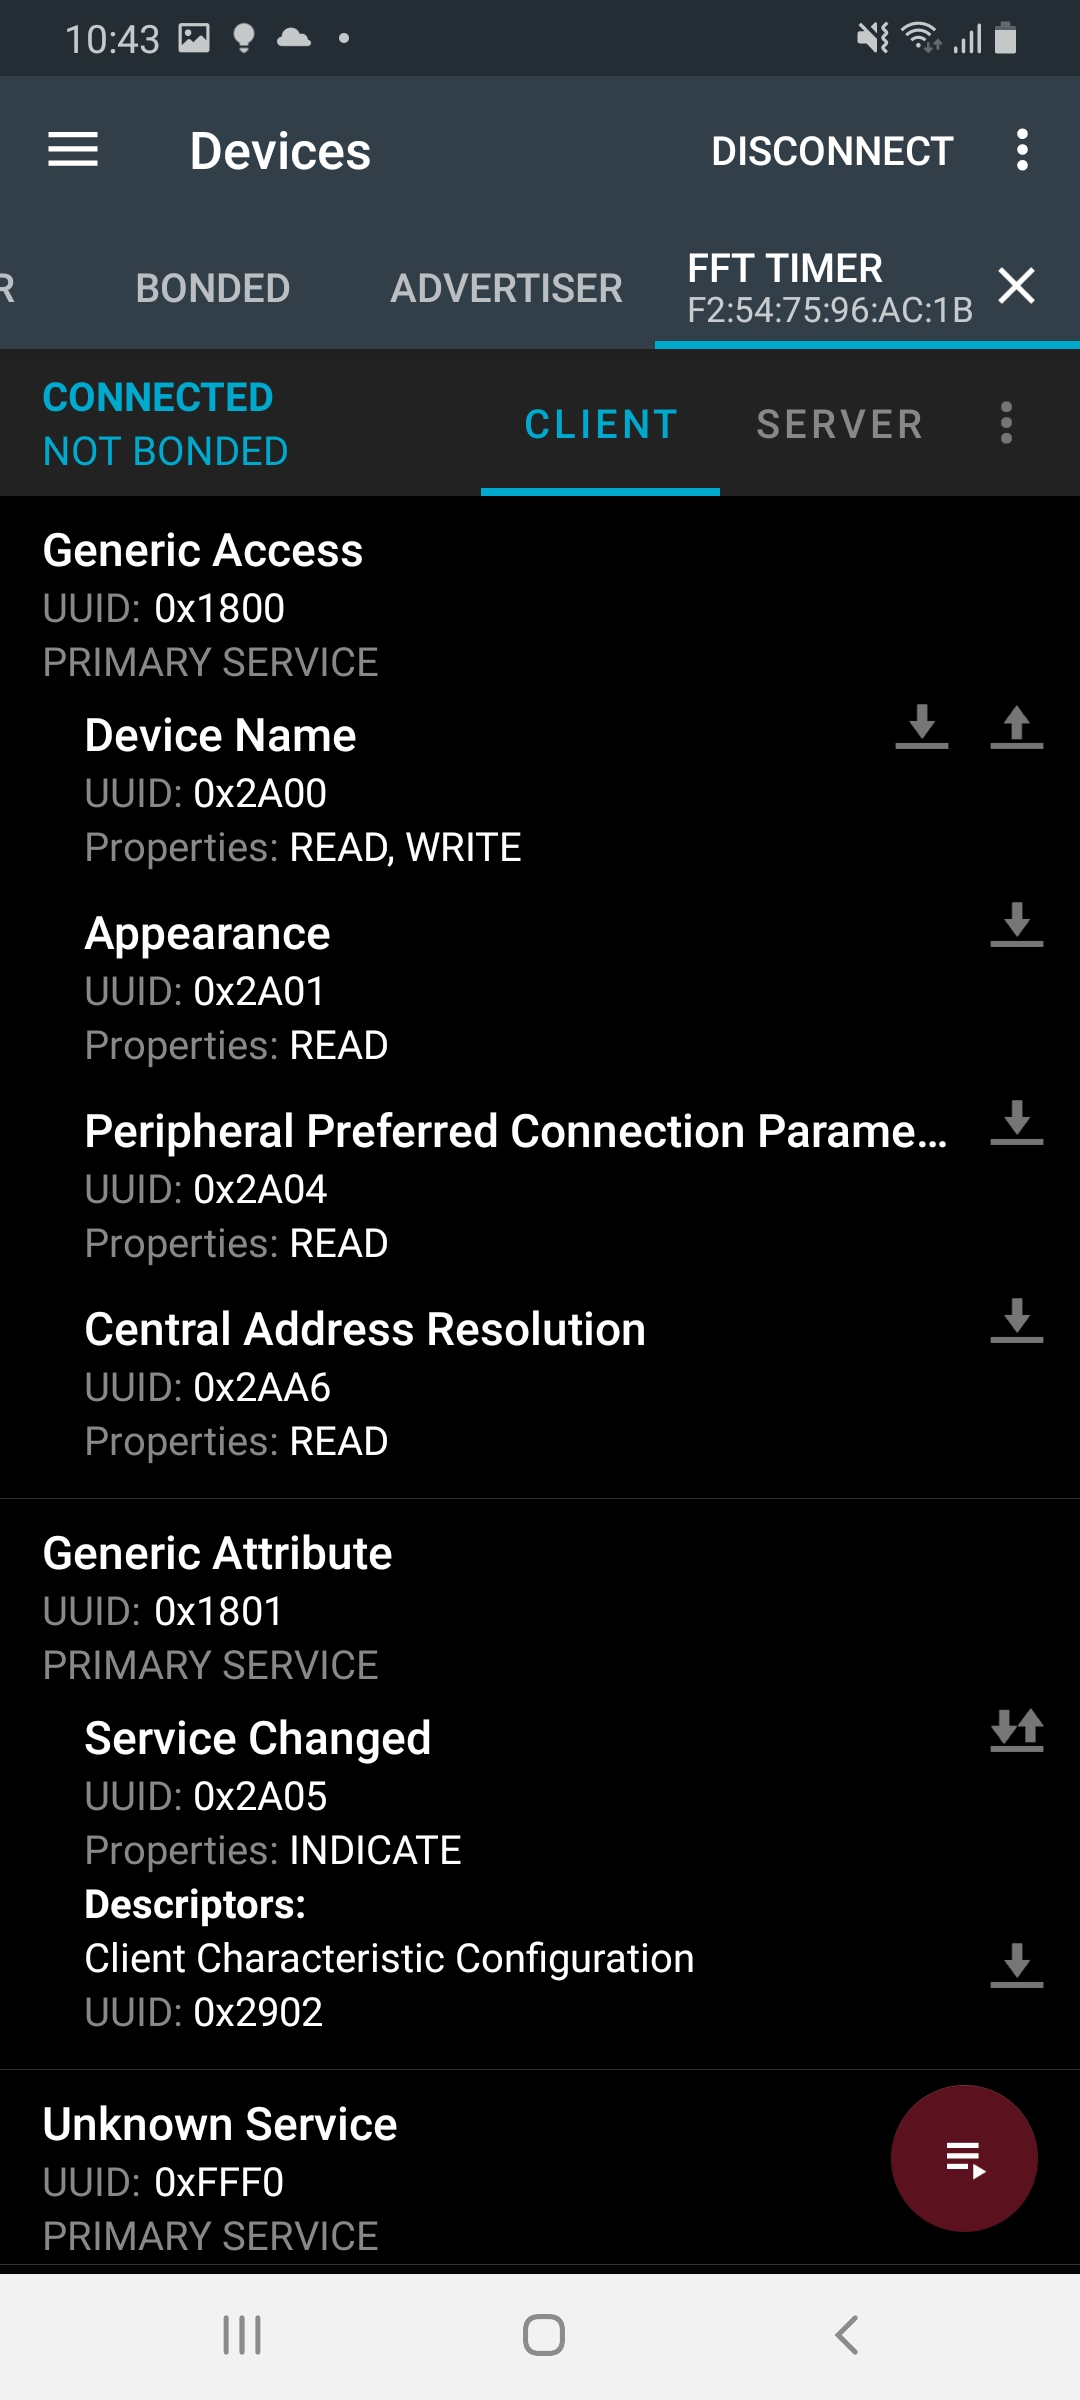 10:43
Devices
DISCONNECT
R
BONDED
ADVERTISER
FFT TIMER
F2:54:75:96:AC:1B
CONNECTED
NOT BONDED
CLIENT
SERVER
Generic Access
UUID: 0x1800
PRIMARY SERVICE
Device Name
UUID: 0x2A00
Properties: READ, WRITE
Appearance
UUID: 0x2A01
Properties: READ
Peripheral Preferred Connection Parame...
UUID: 0x2A04
Properties: READ
Central Address Resolution
UUID: 0x2AA6
Properties: READ
Generic Attribute
UUID: 0x1801
PRIMARY SERVICE
Service Changed
UUID: 0x2A05
Properties: INDICATE
Descriptors:
Client Characteristic Configuration
UUID: 0x2902
Unknown Service
UUID: 0xFFF0
PRIMARY SERVICE